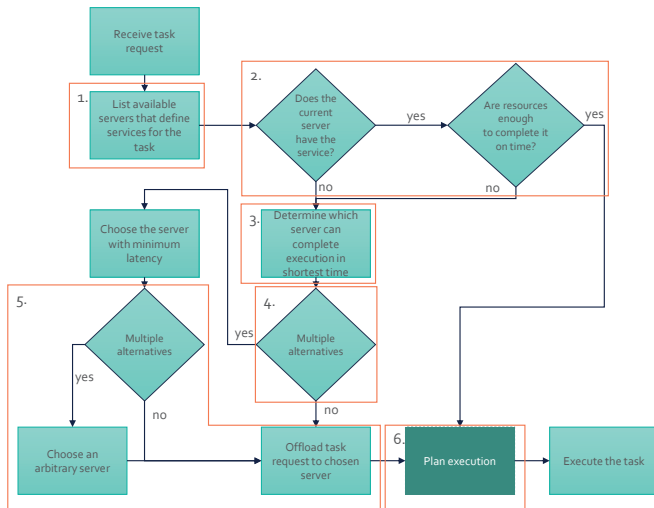 Receive task
request
1.
List available
servers that define
services for the
task
2.
Does the
current
server
have the
service?
yes
Are resources
enough
to complete it
on time?
yes
no
no
Choose the server
with minimum
latency
3.
Determine which
server can
complete
execution in
shortest time
5.
Multiple
alternatives
yes
4.
Multiple
alternatives
yes
no
no
Choose an
arbitrary server
Offload task
request to chosen
server
6.
Plan execution
Execute the task